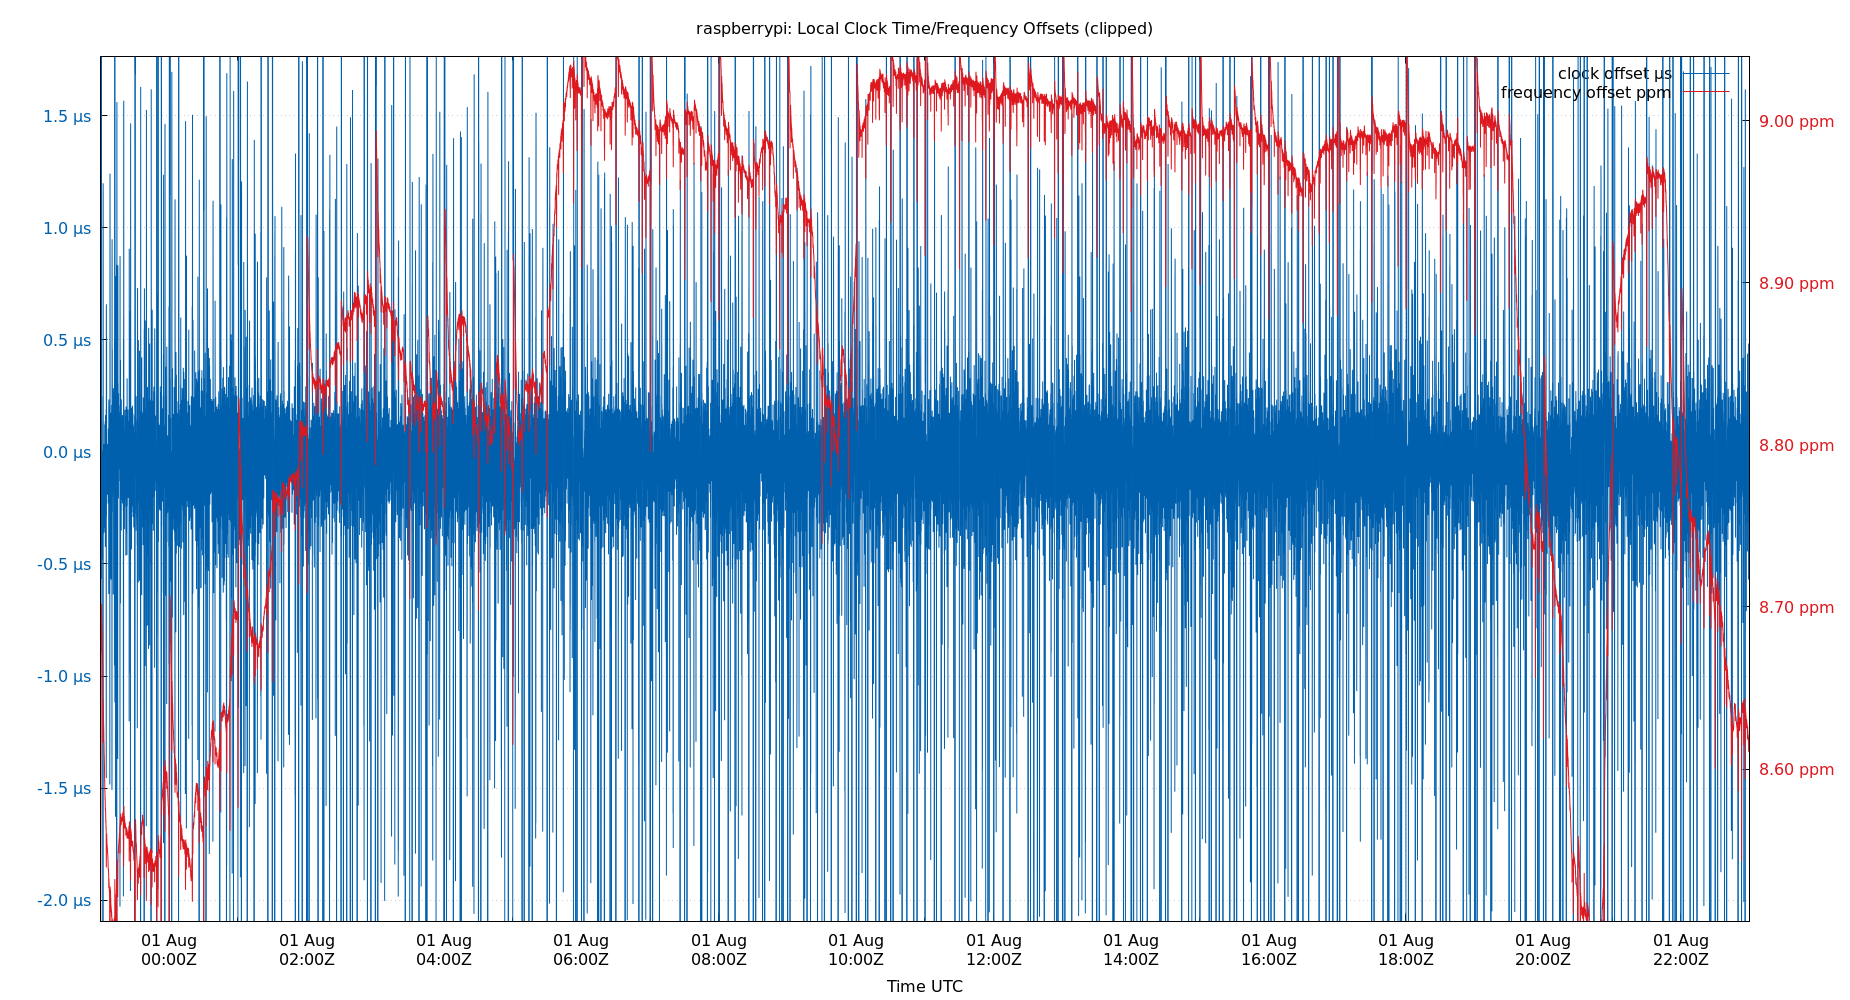 raspberrypi: Local Clock Time/Frequency Offsets (clipped)
clock offset µs
frequency offset ppm
1.5 µs
1.0 µs
0.5 µs
0.0 µs
-0.5 µs
-1.0 µs
-1.5 µs
-2.0 µs
9.00 ppm
8.90 ppm
8.80 ppm
8.70 ppm
8.60 ppm
01 Aug 01 Aug 01 Aug 01 Aug 01 Aug 01 Aug 01 Aug 01 Aug 01 Aug 01 Aug 01 Aug 01 Aug
00:00Z 02:00Z 04:00Z 06:00Z 08:00Z 10:00Z 12:00Z 14:00Z 16:00Z 18:00Z 20:00Z 22:00Z
Time UTC